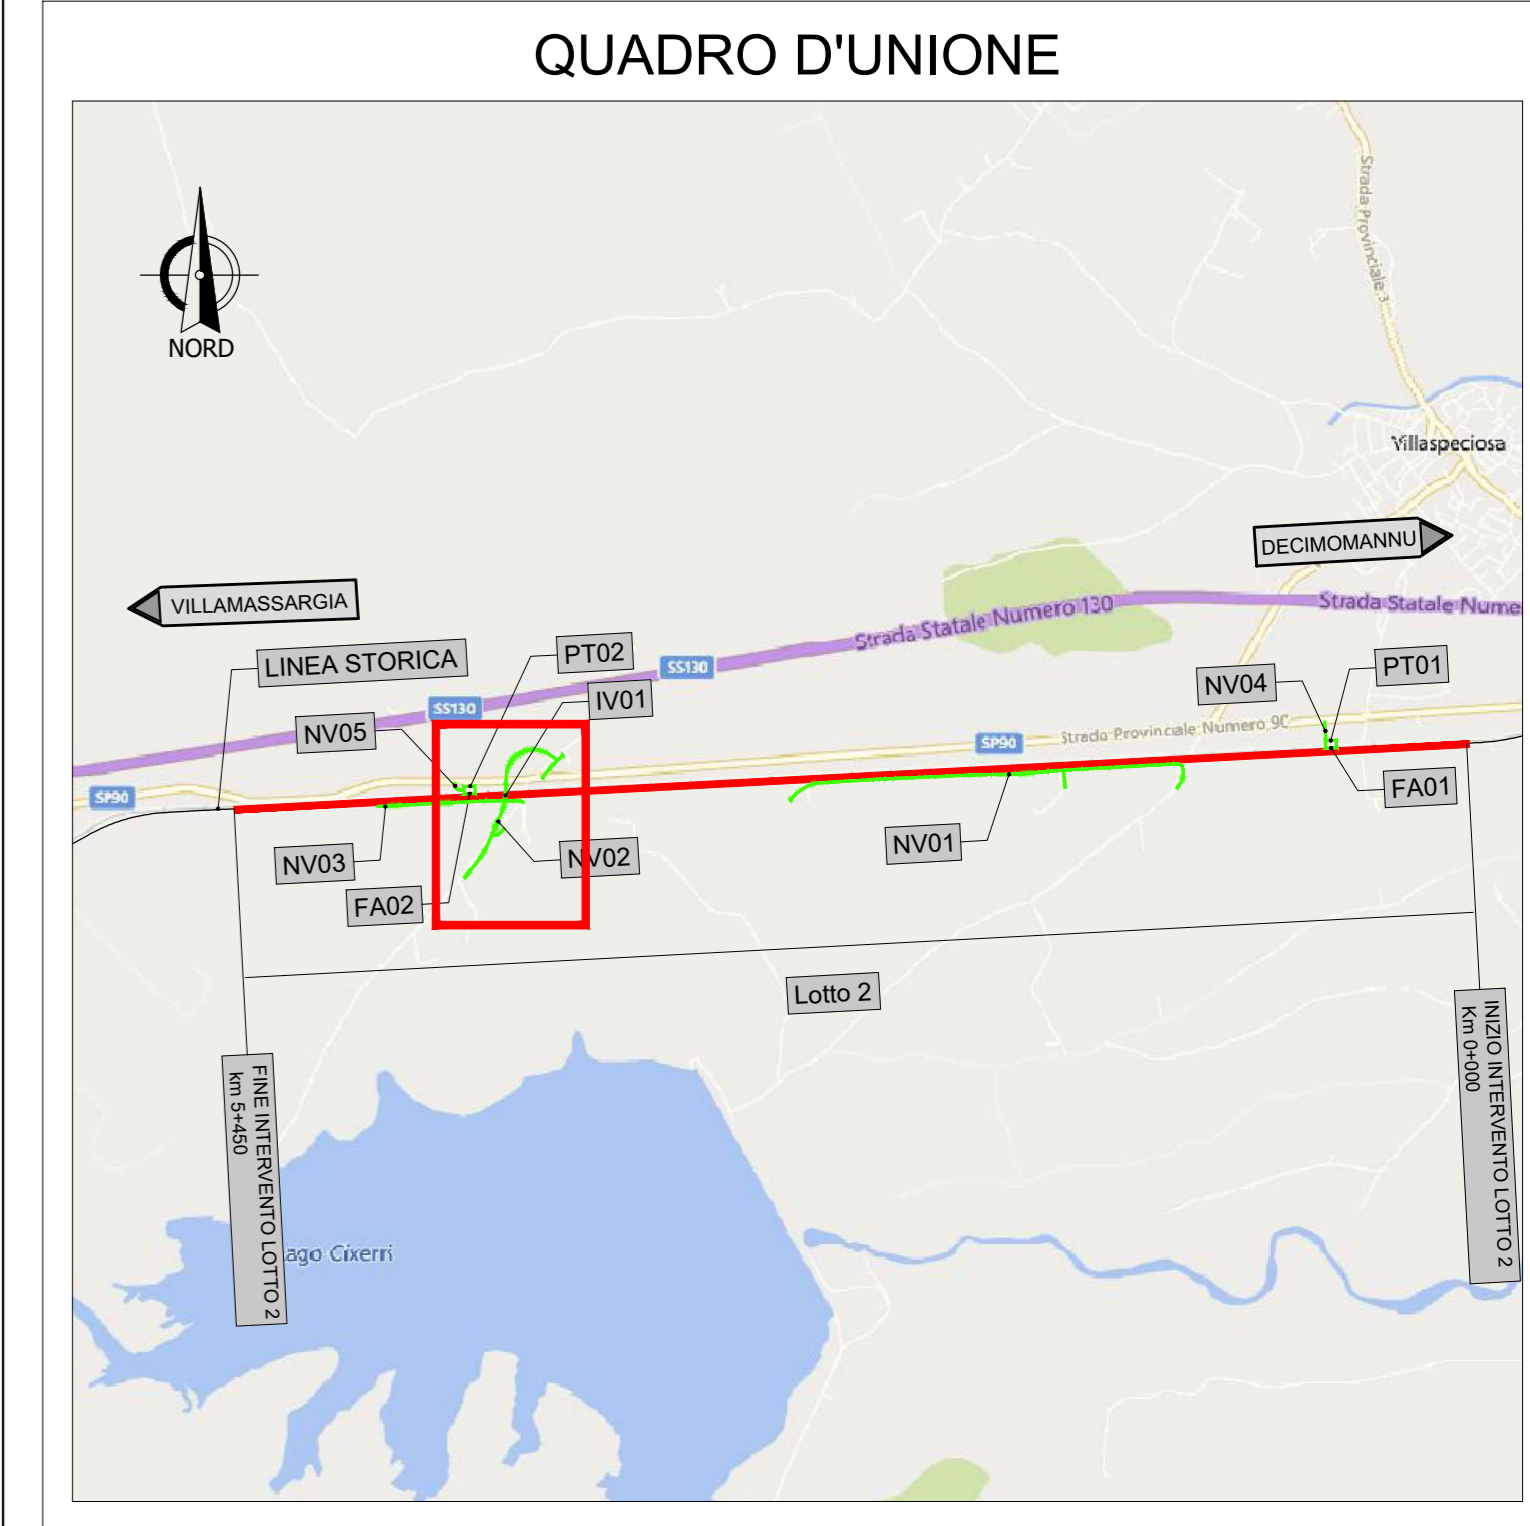 QUADRO D'UNIONE
NORD
Strada Provinciale 3
Villaspeciosa
DECIMOMANNU
VILLAMASSARGIA
Strada Statale Numero 130
Strada Statale Nume
LINEA STORICA
PT02
SS130
PT01
NV04
IV01
SS130
NV05
Strada Provinciale Numero 90
SP90
SP90
FA01
NV01
NV03
NV02
FA02
Lotto 2
INIZIO INTERVENTO LOTTO 2
Km 0+000
FINE INTERVENTO LOTTO 2
km 5+450
ago Cixerri